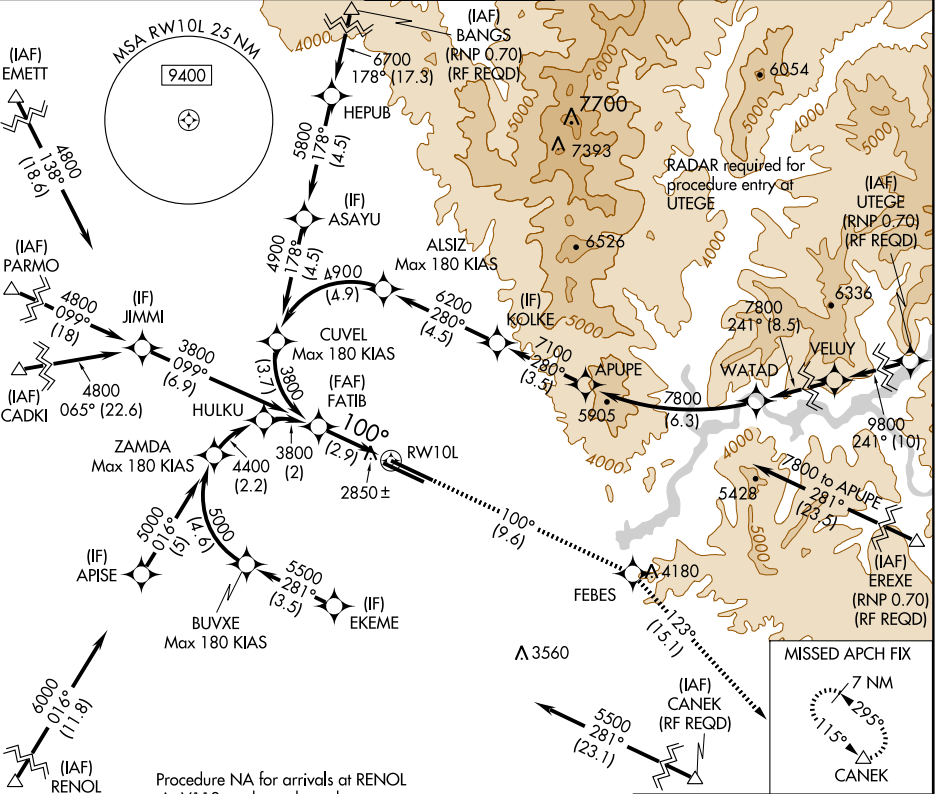 MSA RW10L 25 NM
9400
(IAF)
EMETT
4800
138°
(18.6)
(IAF)
BANGS
(RNP 0.70)
(RF REQD)
4000
6700
178° (17.3)
HEPUB
5800
178°
(4.5)
(IF)
ASAYU
4900
178°
(4.5)
6000
5000
7700
7393
6526
5000
6054
5000
4000
5000
4000
RADAR required for
procedure entry at
UTEGE
(IAF)
UTEGE
(RNP 0.70)
(RF REQD)
(IAF)
PARMO
4800
099°
(18)
(IF)
JIMMI
(IAF)
CADKI
4800
065° (22.6)
3800
099°
(6.9)
ALSIZ
Max 180 KIAS
4900
(4.9)
6200
280°
(4.5)
(IF)
KOLKE
7100
280°
(3.5)
APUPE
5905
4000
7800
(6.3)
WATAD
7800
241° (8.5)
6336
VELUY
9800
241° (10)
CUVEL
Max 180 KIAS
3800
(3.7)
(FAF)
FATIB
HULKU
3800
(2)
100°
(2.9)
RW10L
2850 ±
ZAMDA
Max 180 KIAS
4400
(2.2)
5000
016°
(5)
5000
(4.6)
(IF)
APISE
BUVXE
Max 180 KIAS
5500
281°
(3.5)
(IF)
EKEME
100°
(9.6)
4000
5428
5000
7800 to APUPE
281°
(23.5)
(IAF)
EREXE
(RNP 0.70)
(RF REQD)
FEBES
4180
123°
(15.1)
3560
6000
016°
(11.8)
(IAF)
RENOL
5500
281°
(23.1)
(IAF)
CANEK
(RF REQD)
MISSED APCH FIX
7 NM
295°
115°
CANEK
Procedure NA for arrivals at RENOL